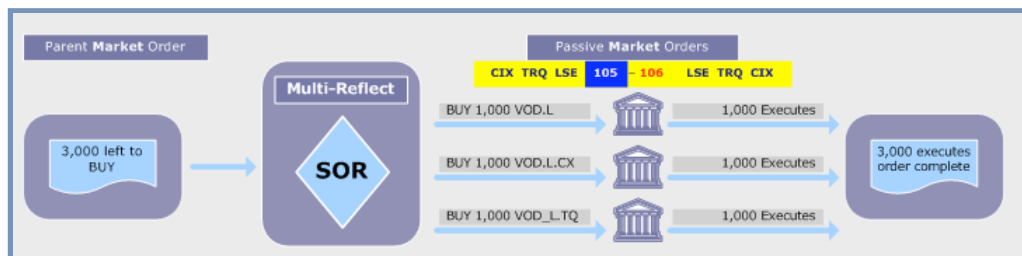 Parent Market Order
Passive Market Orders
CIX TRQ LSE 105 - 106 LSE TRQ CIX
Multi-Reflect
SOR
3,000 left to
BUY
BUY 1,000 VOD.L
1,000 Executes
BUY 1,000 VOD.L.CX
1,000 Executes
BUY 1,000 VOD_L.TQ
1,000 Executes
3,000 executes
order complete